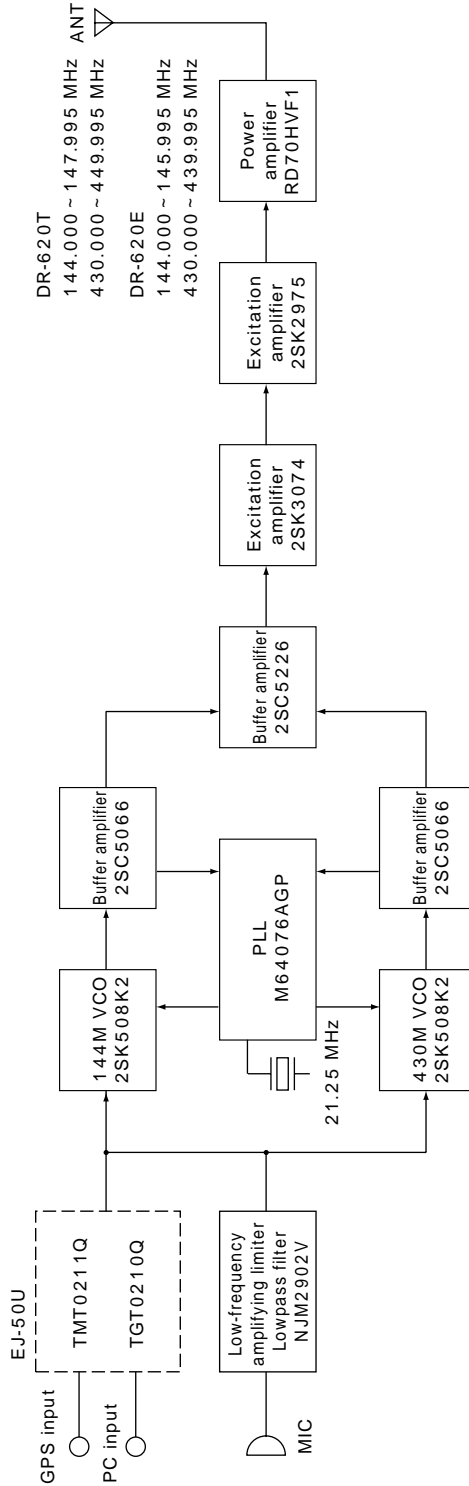 GPS input
PC input
EJ-50U
TMT0211Q
TGT0210Q
MIC
Low-frequency
amplifying limiter
Lowpass filter
NJM2902V
144M VCO
2SK508K2
Buffer amplifier
2SC5066
PLL
M64076AGP
21.25 MHz
430M VCO
2SK508K2
Buffer amplifier
2SC5066
Buffer amplifier
2SC5226
Excitation
amplifier
2SK3074
Excitation
amplifier
2SK2975
Power
amplifier
RD70HVF1
DR-620T
144.000 ~ 147.995 MHz
430.000 ~ 449.995 MHz
DR-620E
144.000 ~ 145.995 MHz
430.000 ~ 439.995 MHz
ANT